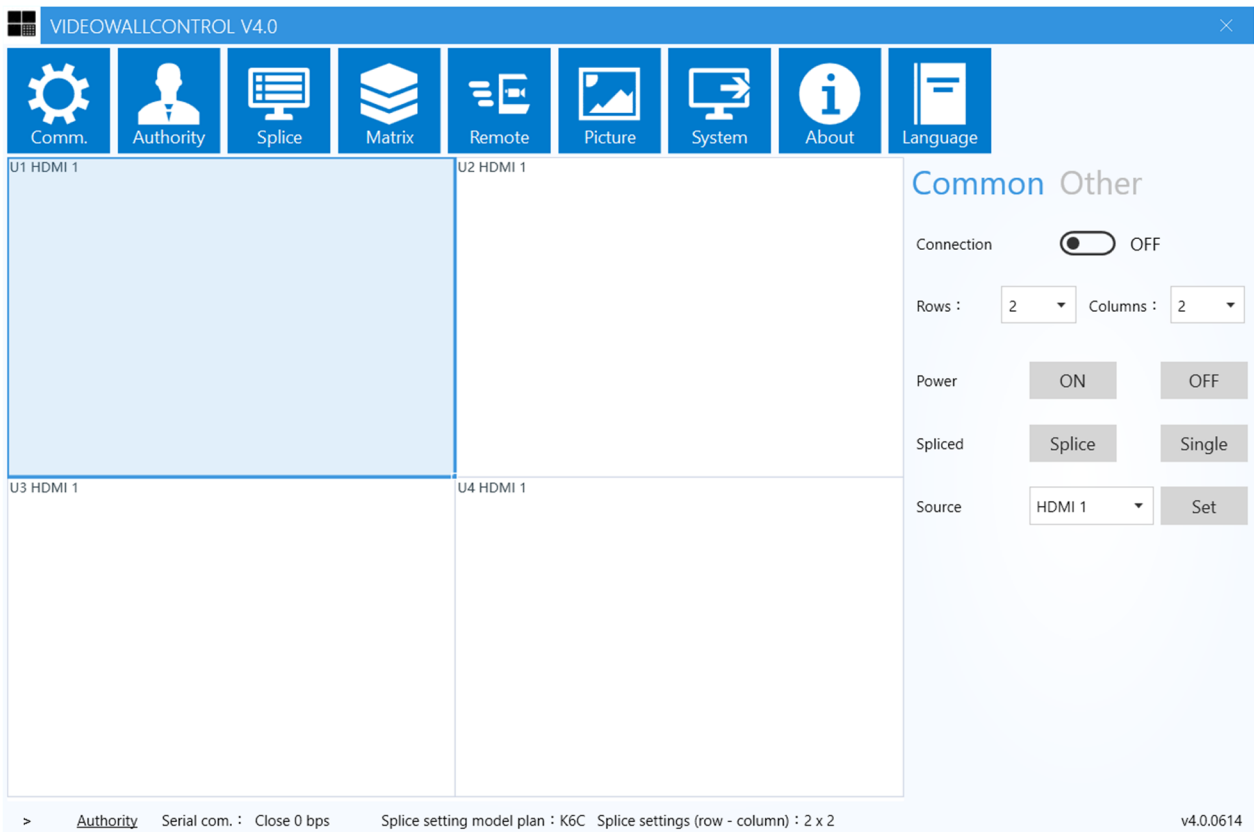 VIDEOWALLCONTROL V4.0
Comm. Authority Splice Matrix Remote Picture System About Language
U1 HDMI 1 U2 HDMI 1
Common Other
Connection OFF
Rows： 2 Columns： 2
Power ON OFF
Spliced Splice Single
U3 HDMI 1 U4 HDMI 1
Source HDMI 1 Set
> Authority Serial com.： Close 0 bps Splice setting model plan：K6C Splice settings (row - column)：2 x 2 v4.0.0614